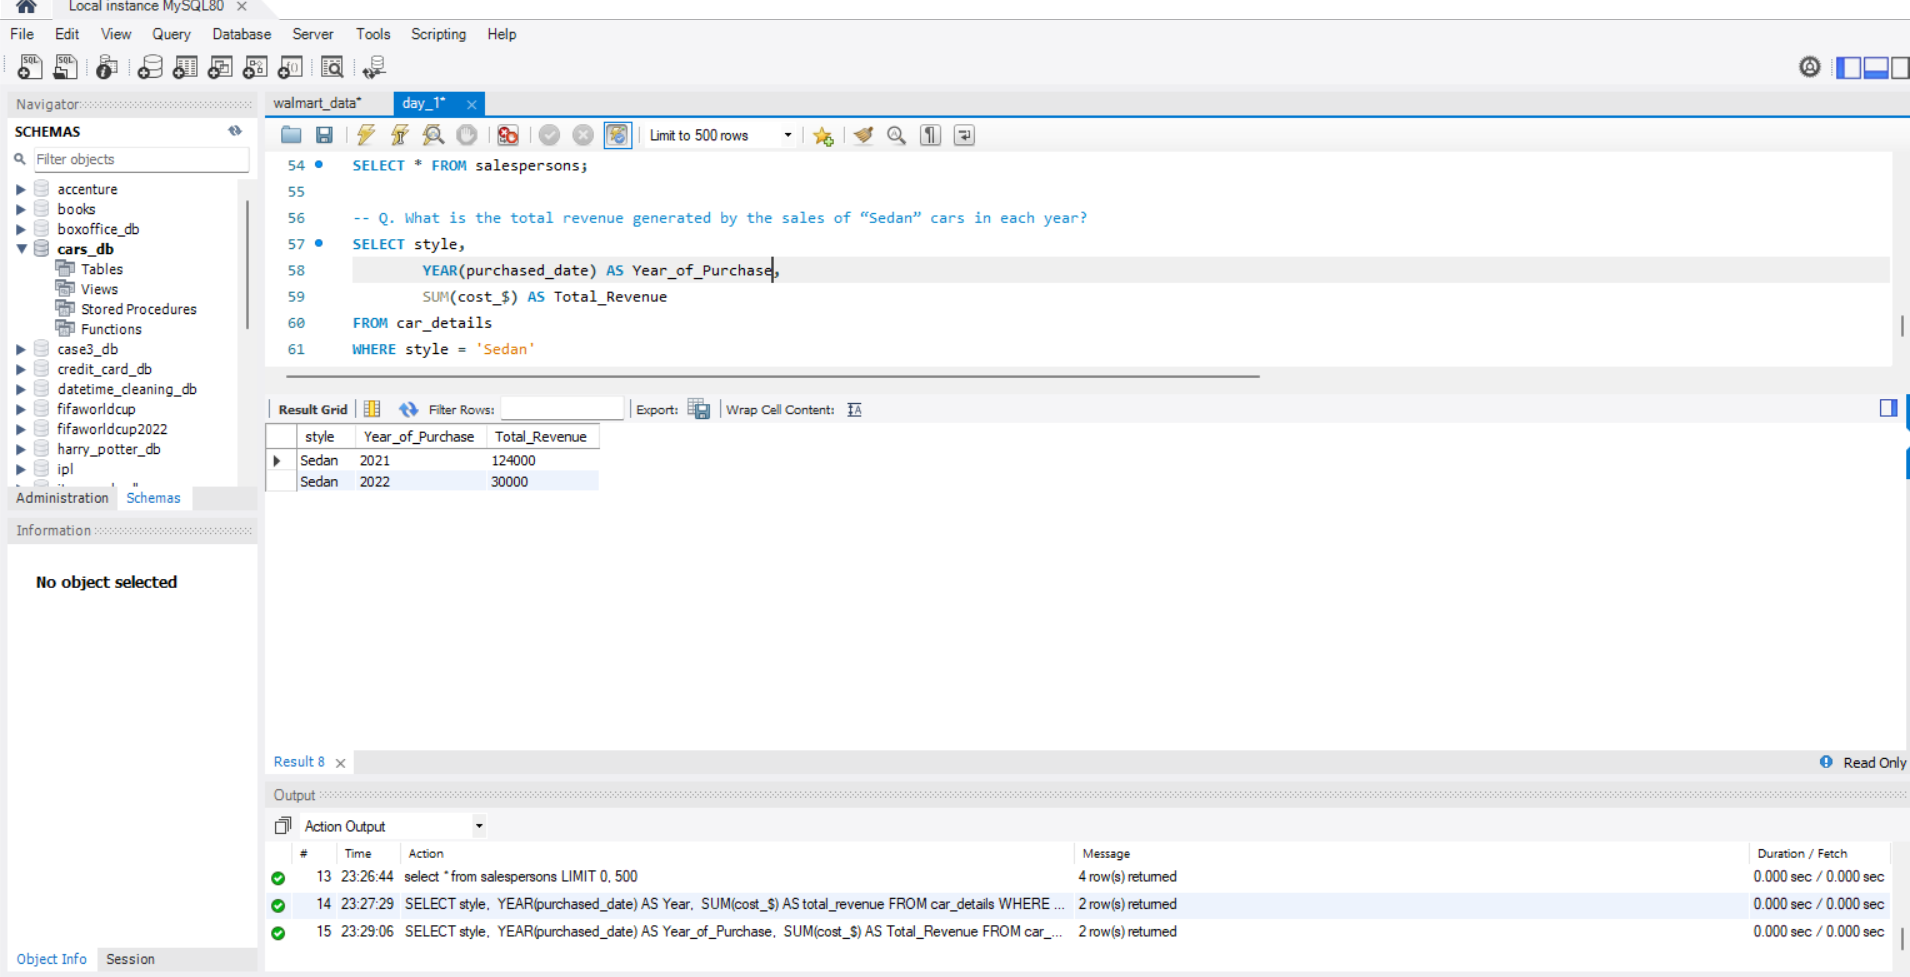 Local instance MySQL80
File Edit View Query Database Server Tools Scripting Help
Navigator
SCHEMAS
Filter objects
accenture
books
boxoffice_db
cars_db
Tables
Views
Stored Procedures
Functions
case3_db
credit_card_db
datetime_cleaning_db
fifaworldcup
fifaworldcup2022
harry_potter_db
ipl
Administration Schemas
Information
No object selected
Object Info Session
walmart_data* day_1*
Limit to 500 rows
54 SELECT * FROM salespersons;
55
56 -- Q. What is the total revenue generated by the sales of “Sedan” cars in each year?
57 SELECT style,
58 YEAR(purchased_date) AS Year_of_Purchase,
59 SUM(cost_$) AS Total_Revenue
60 FROM car_details
61 WHERE style = 'Sedan'
Result Grid Filter Rows: Export: Wrap Cell Content:
style Year_of_Purchase Total_Revenue
Sedan 2021 124000
Sedan 2022 30000
Result 8 Read Only
Output
Action Output
# Time Action Message Duration / Fetch
13 23:26:44 select * from salespersons LIMIT 0, 500 4 row(s) returned 0.000 sec / 0.000 sec
14 23:27:29 SELECT style, YEAR(purchased_date) AS Year, SUM(cost_$) AS total_revenue FROM car_details WHERE ... 2 row(s) returned 0.000 sec / 0.000 sec
15 23:29:06 SELECT style, YEAR(purchased_date) AS Year_of_Purchase, SUM(cost_$) AS Total_Revenue FROM car_... 2 row(s) returned 0.000 sec / 0.000 sec